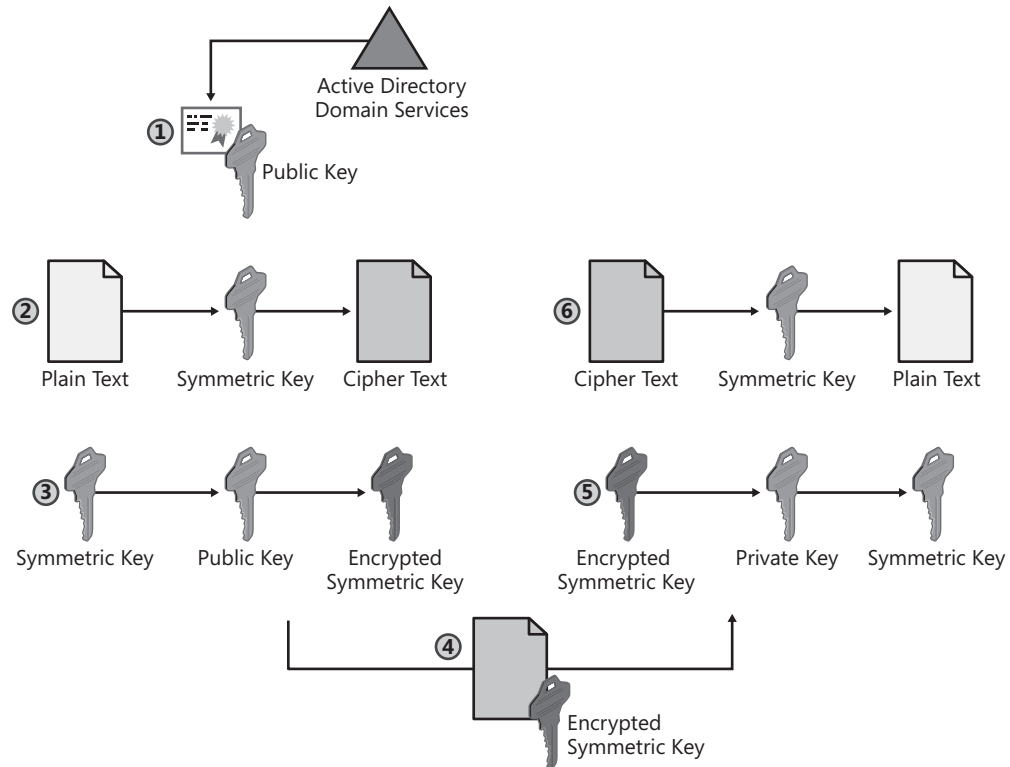 Active Directory
Domain Services
1
Public Key
2
Plain Text
Symmetric Key
Cipher Text
6
Cipher Text
Symmetric Key
Plain Text
3
Symmetric Key
Public Key
Encrypted
Symmetric Key
5
Encrypted
Symmetric Key
Private Key
Symmetric Key
4
Encrypted
Symmetric Key